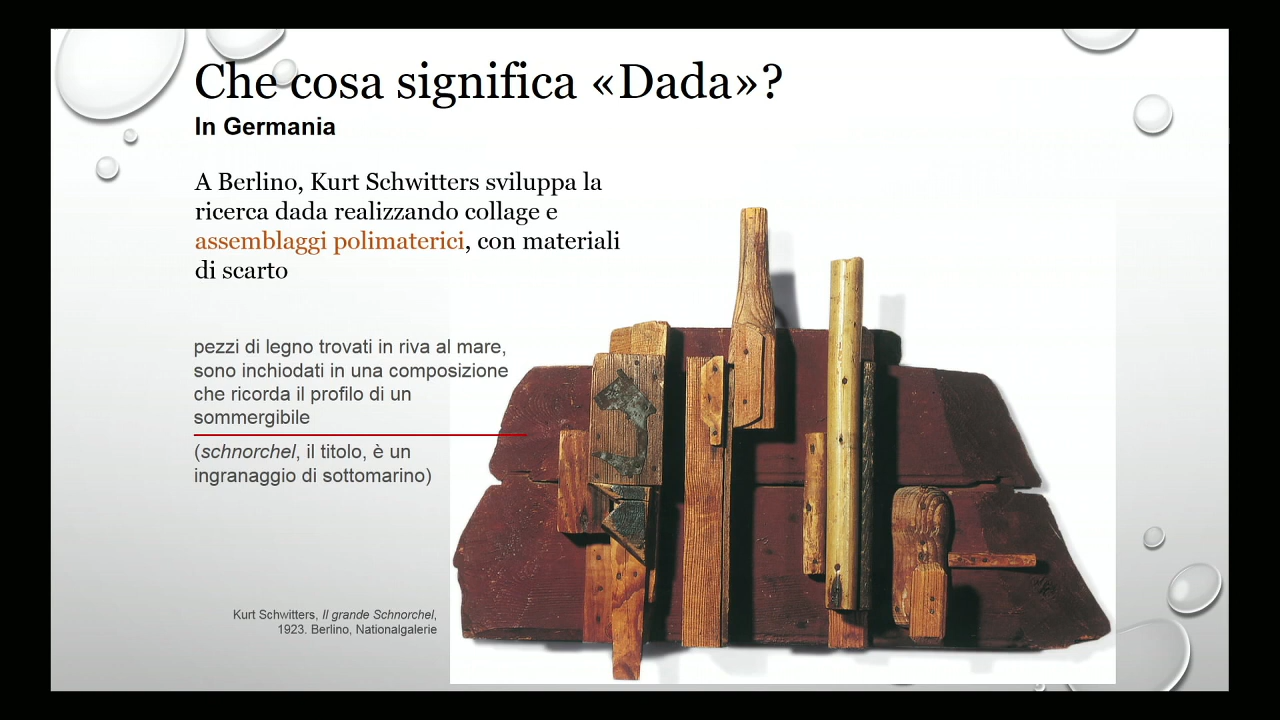 Che cosa significa «Dada»?
In Germania
A Berlino, Kurt Schwitters sviluppa la
ricerca dada realizzando collage e
assemblaggi polimaterici, con materiali
di scarto
pezzi di legno trovati in riva al mare,
sono inchiodati in una composizione
che ricorda il profilo di un
sommergibile
(schnorchel, il titolo, è un
ingranaggio di sottomarino)
Kurt Schwitters, Il grande Schnorchel,
1923. Berlino, Nationalgalerie